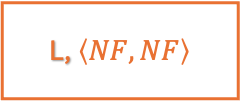 L, ⟨NF, NF⟩